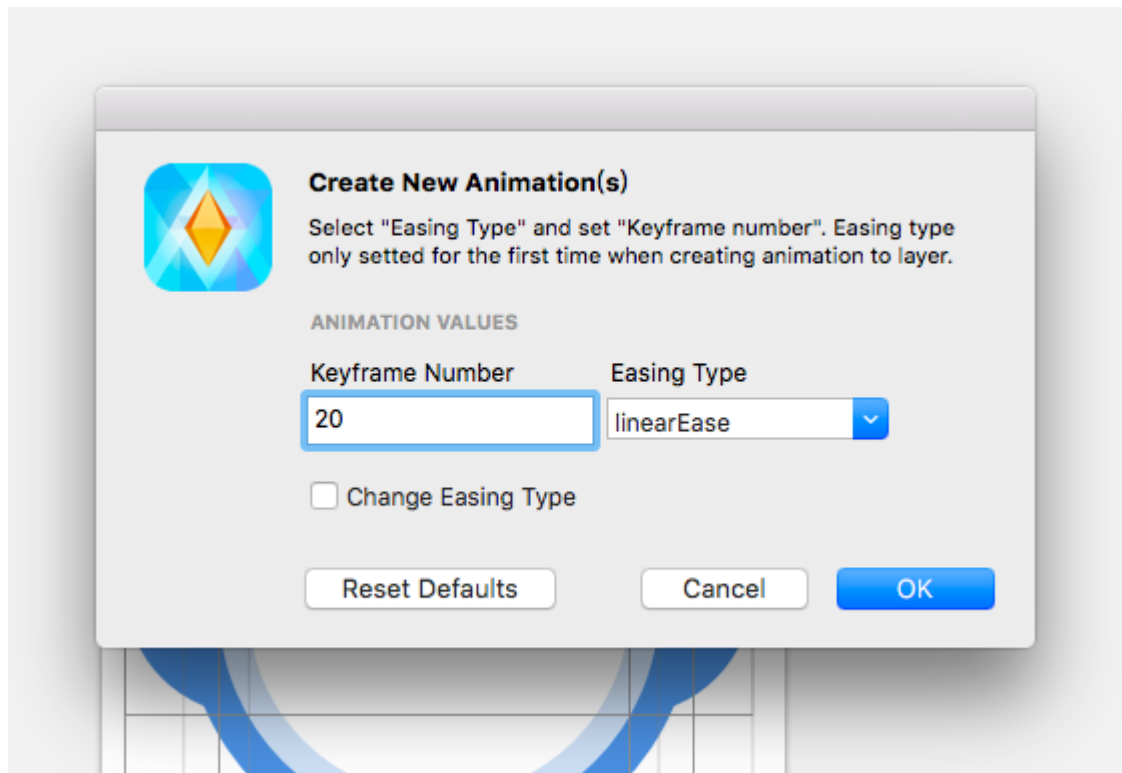 Create New Animation(s)
Select "Easing Type" and set "Keyframe number". Easing type
only setted for the first time when creating animation to layer.
ANIMATION VALUES
Keyframe Number Easing Type
20 linearEase
Change Easing Type
Reset Defaults Cancel OK